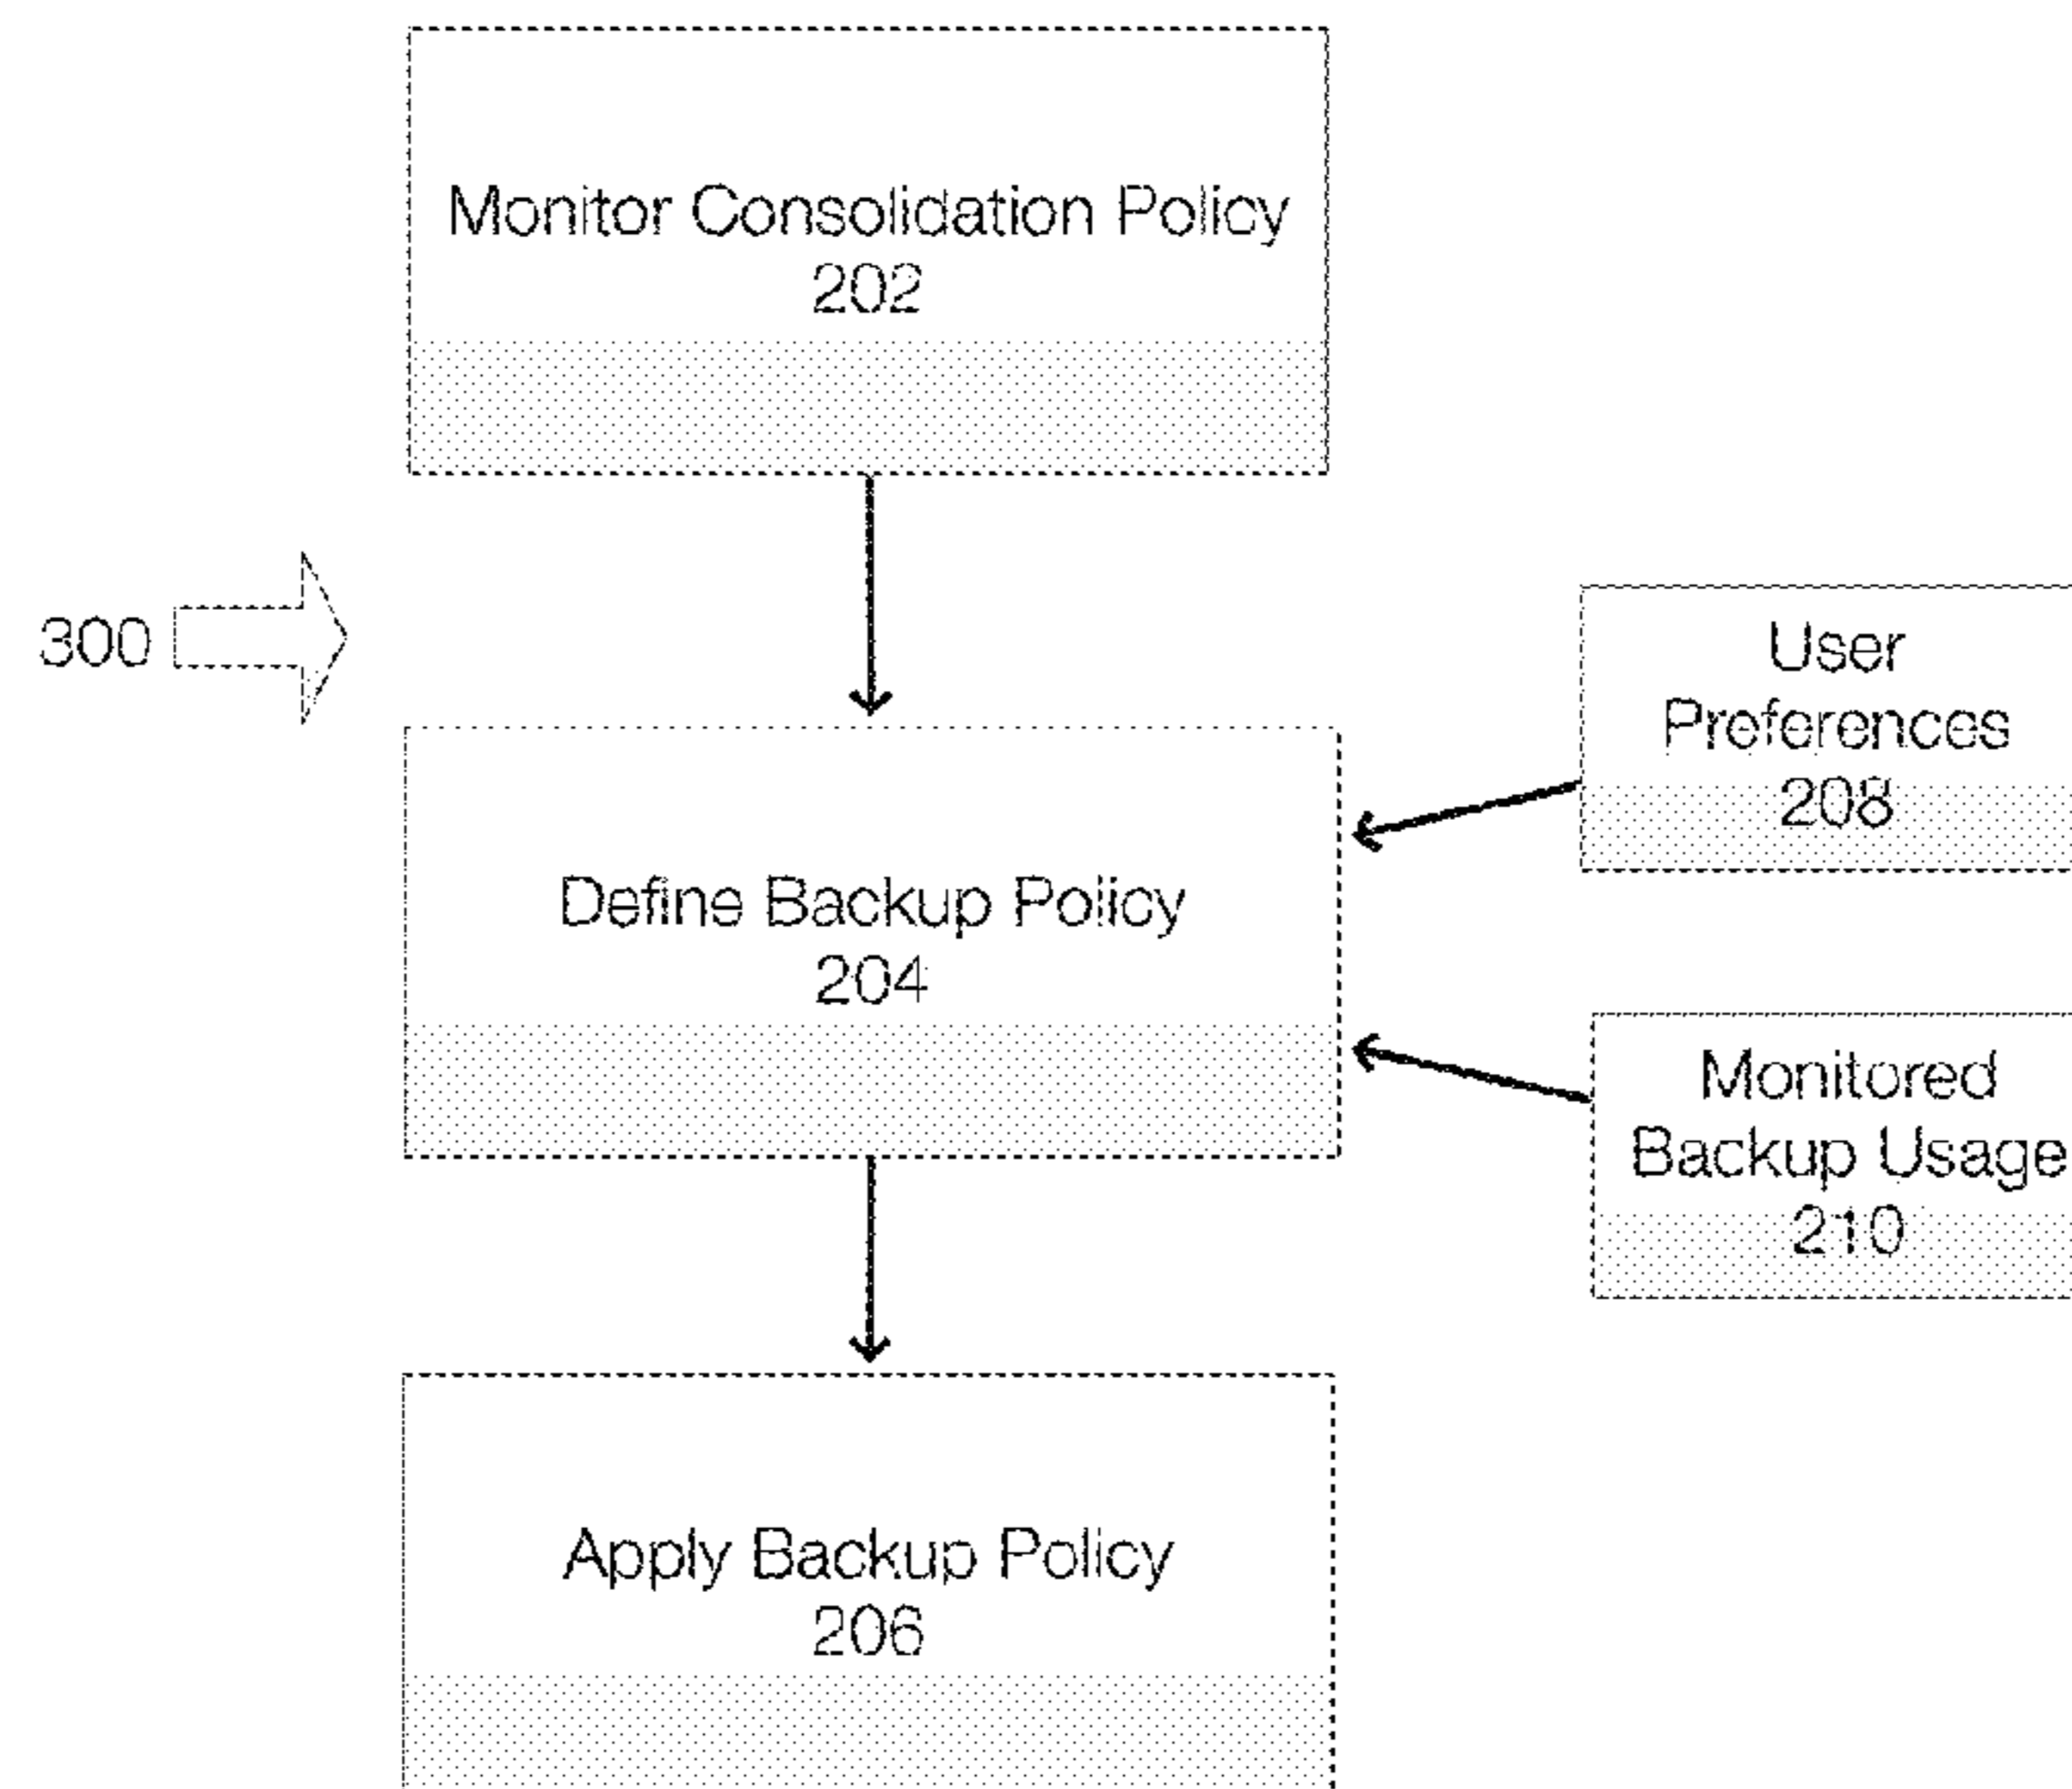 Monitor Consolidation Policy
202
300
User
Preferences
208
Define Backup Policy
204
Monitored
Backup Usage
210
Apply Backup Policy
206